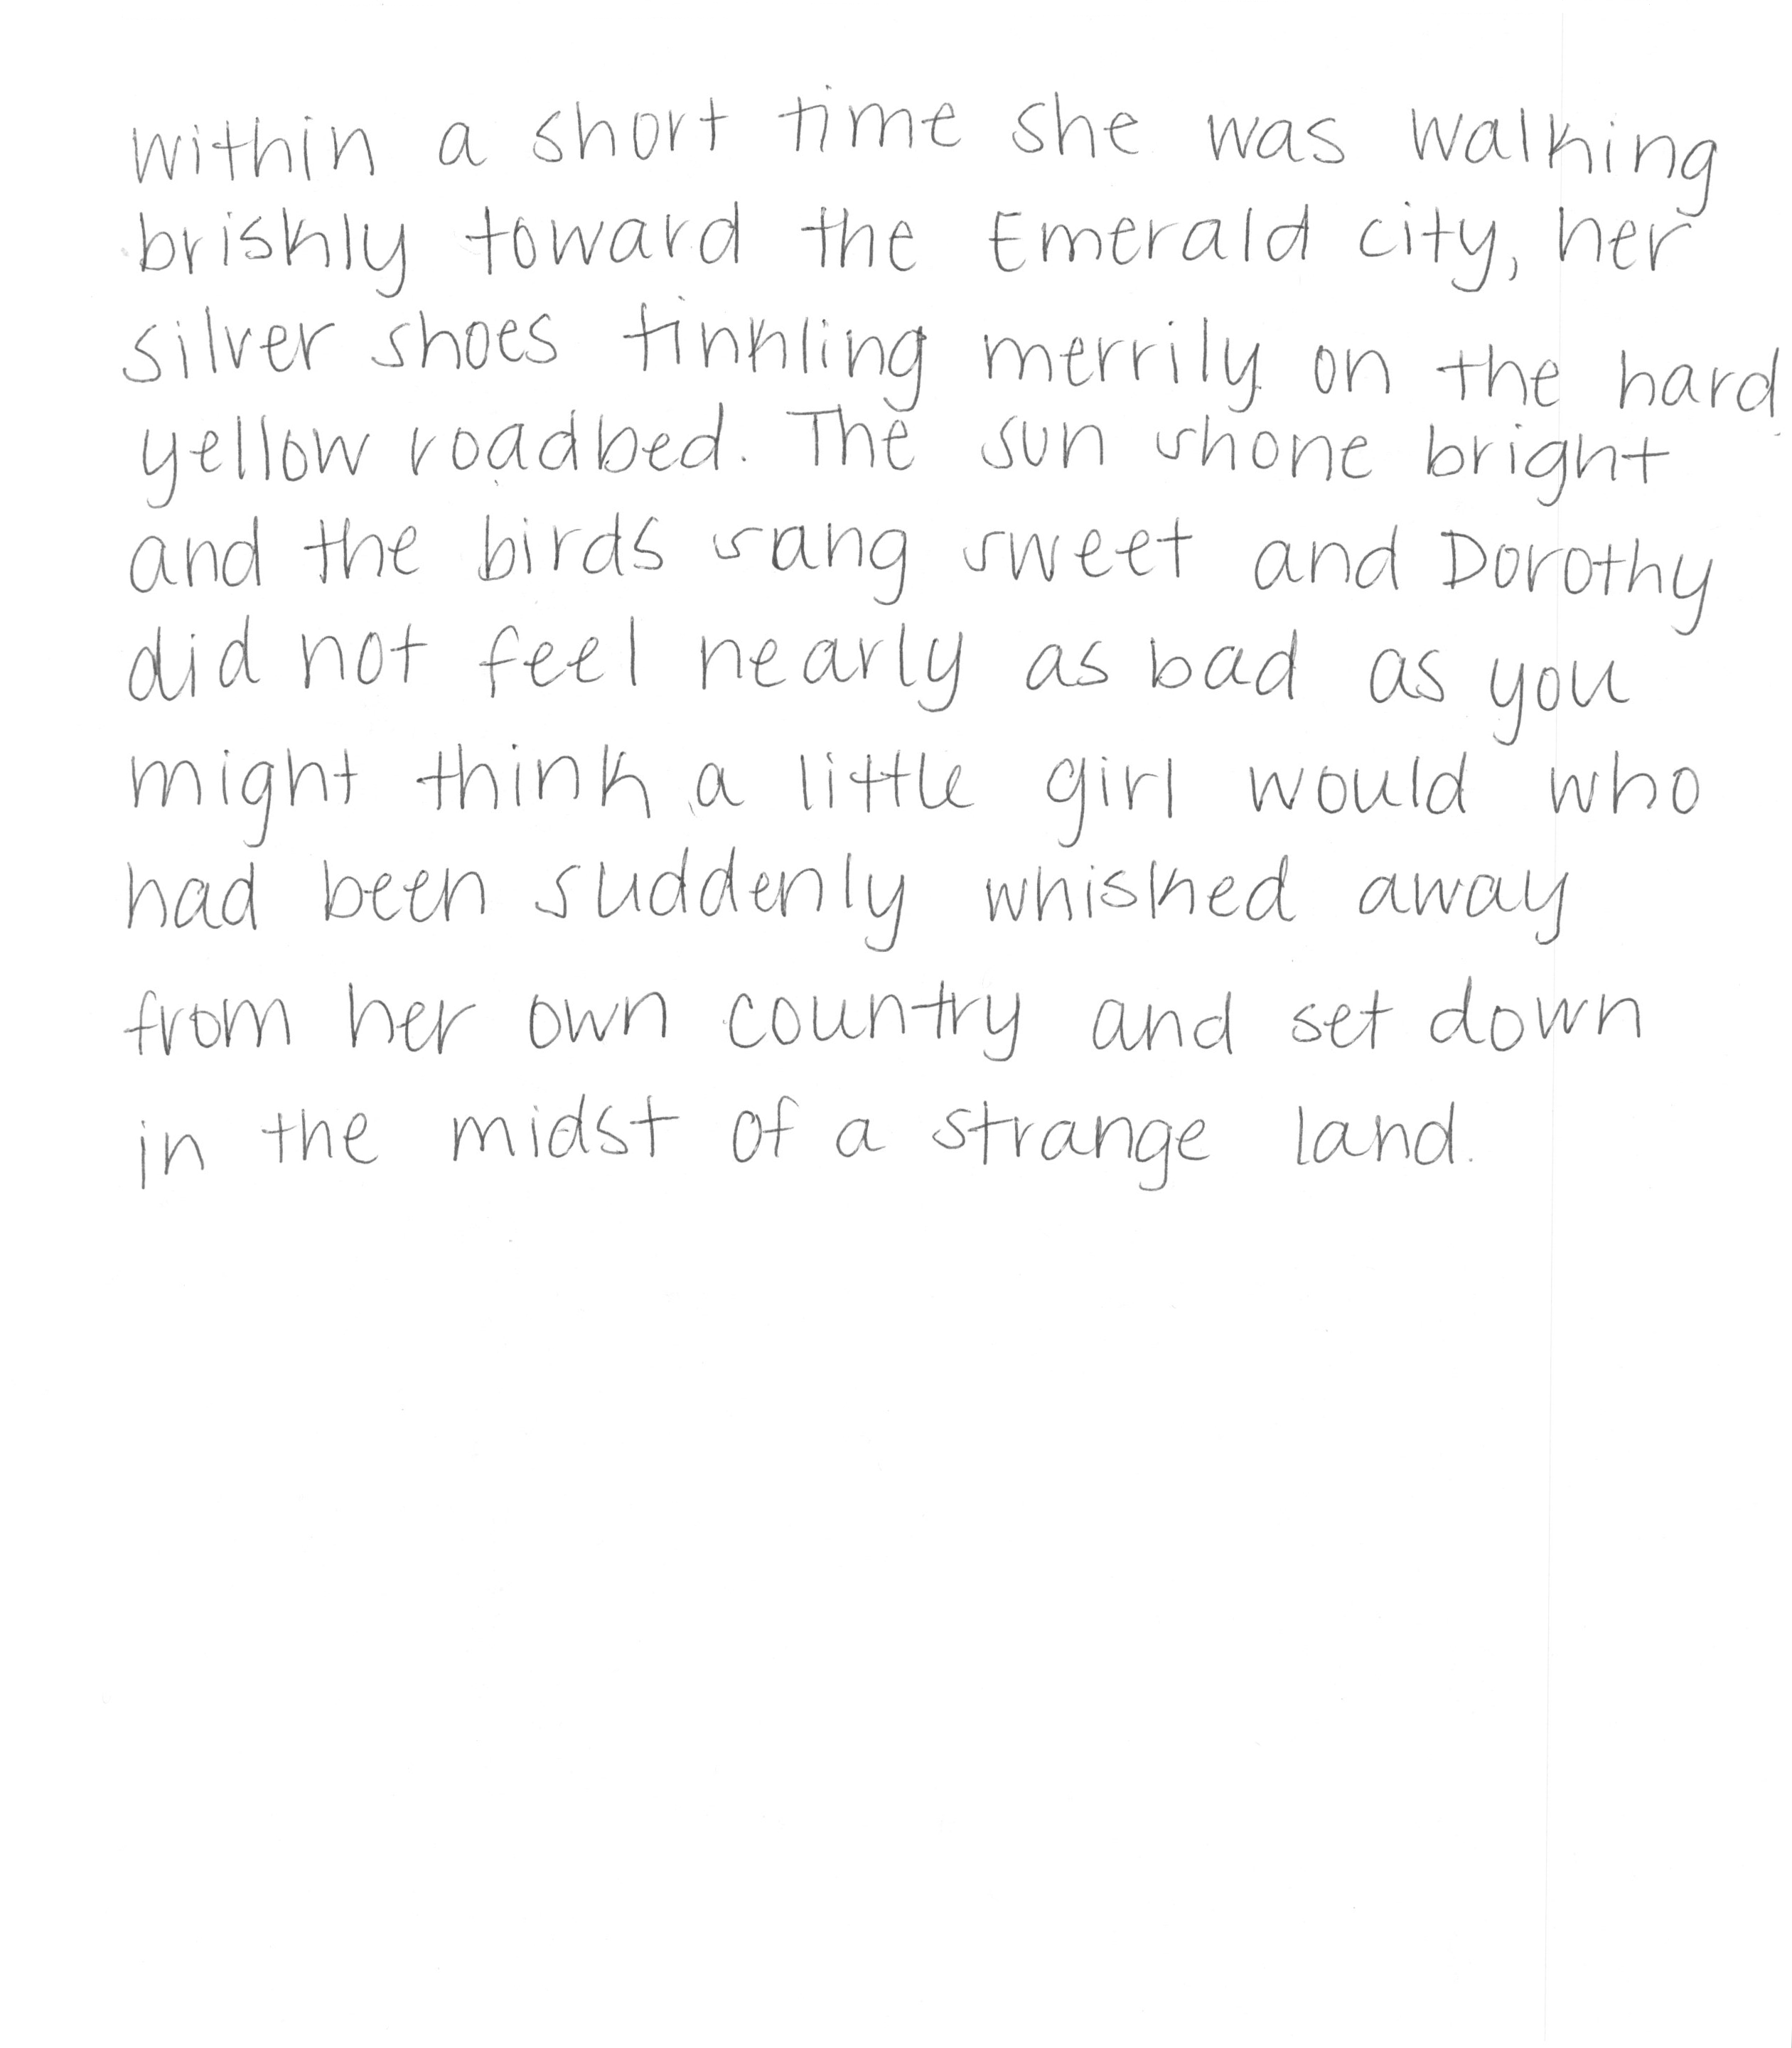 within a short time she was walking
briskly toward the Emerald city, her
silver shoes tinkling merrily on the hard
yellow roadbed. The sun shone bright
and the birds sang sweet and Dorothy
did not feel nearly as bad as you
might think a little girl would who
had been suddenly whisked away
from her own country and set down
in the midst of a strange land.